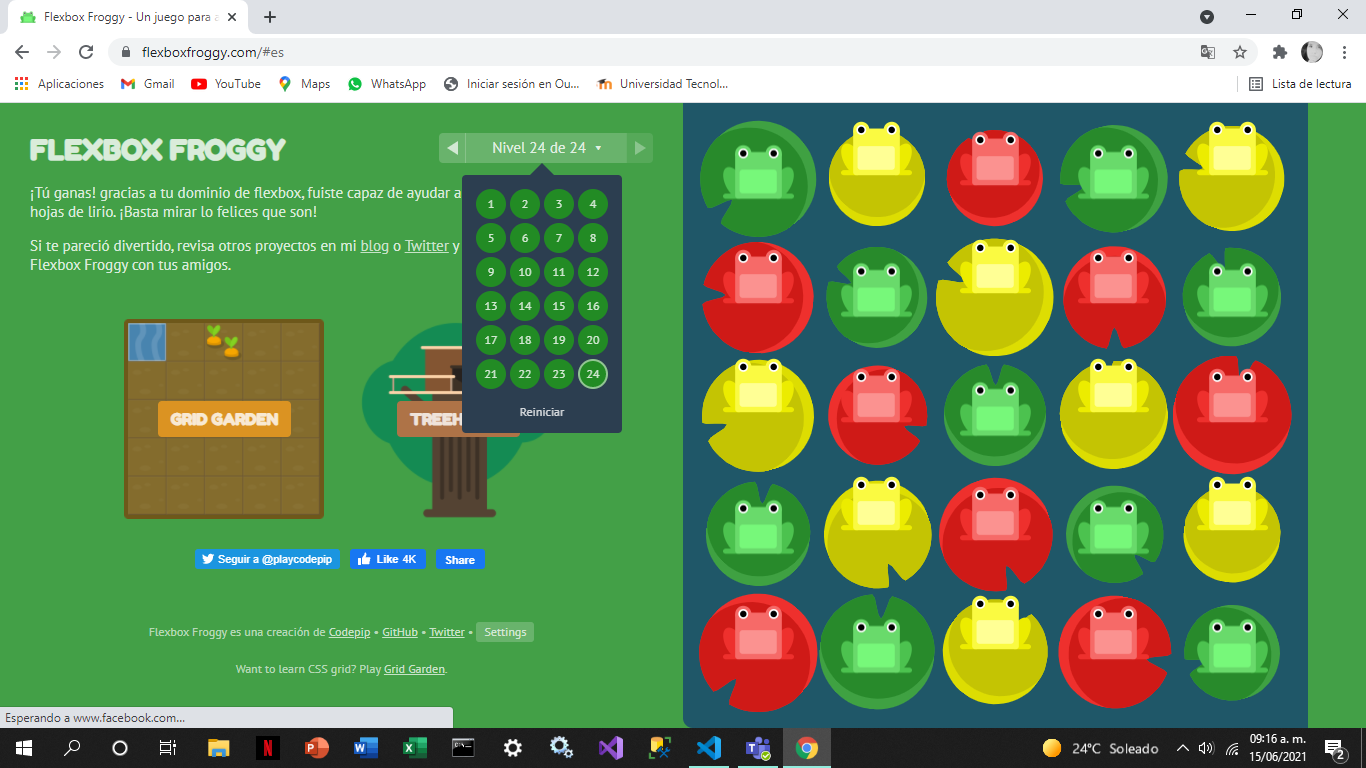 Flexbox Froggy - Un juego para a
flexboxfroggy.com/#es
Aplicaciones
Gmail
YouTube
Maps
WhatsApp
Iniciar sesión en Ou...
Universidad Tecnol...
Lista de lectura
FLEXBOX FROGGY
Nivel 24 de 24
¡Tú ganas! gracias a tu dominio de flexbox, fuiste capaz de ayudar a
hojas de lirio. ¡Basta mirar lo felices que son!
Si te pareció divertido, revisa otros proyectos en mi blog o Twitter y
Flexbox Froggy con tus amigos.
1 2 3 4
5 6 7 8
9 10 11 12
13 14 15 16
17 18 19 20
21 22 23 24
Reiniciar
GRID GARDEN
TREEH
Seguir a @playcodepip
Like 4K
Share
Flexbox Froggy es una creación de Codepip • GitHub • Twitter • Settings
Want to learn CSS grid? Play Grid Garden.
Esperando a www.facebook.com...
24°C Soleado
09:16 a. m.
15/06/2021
2